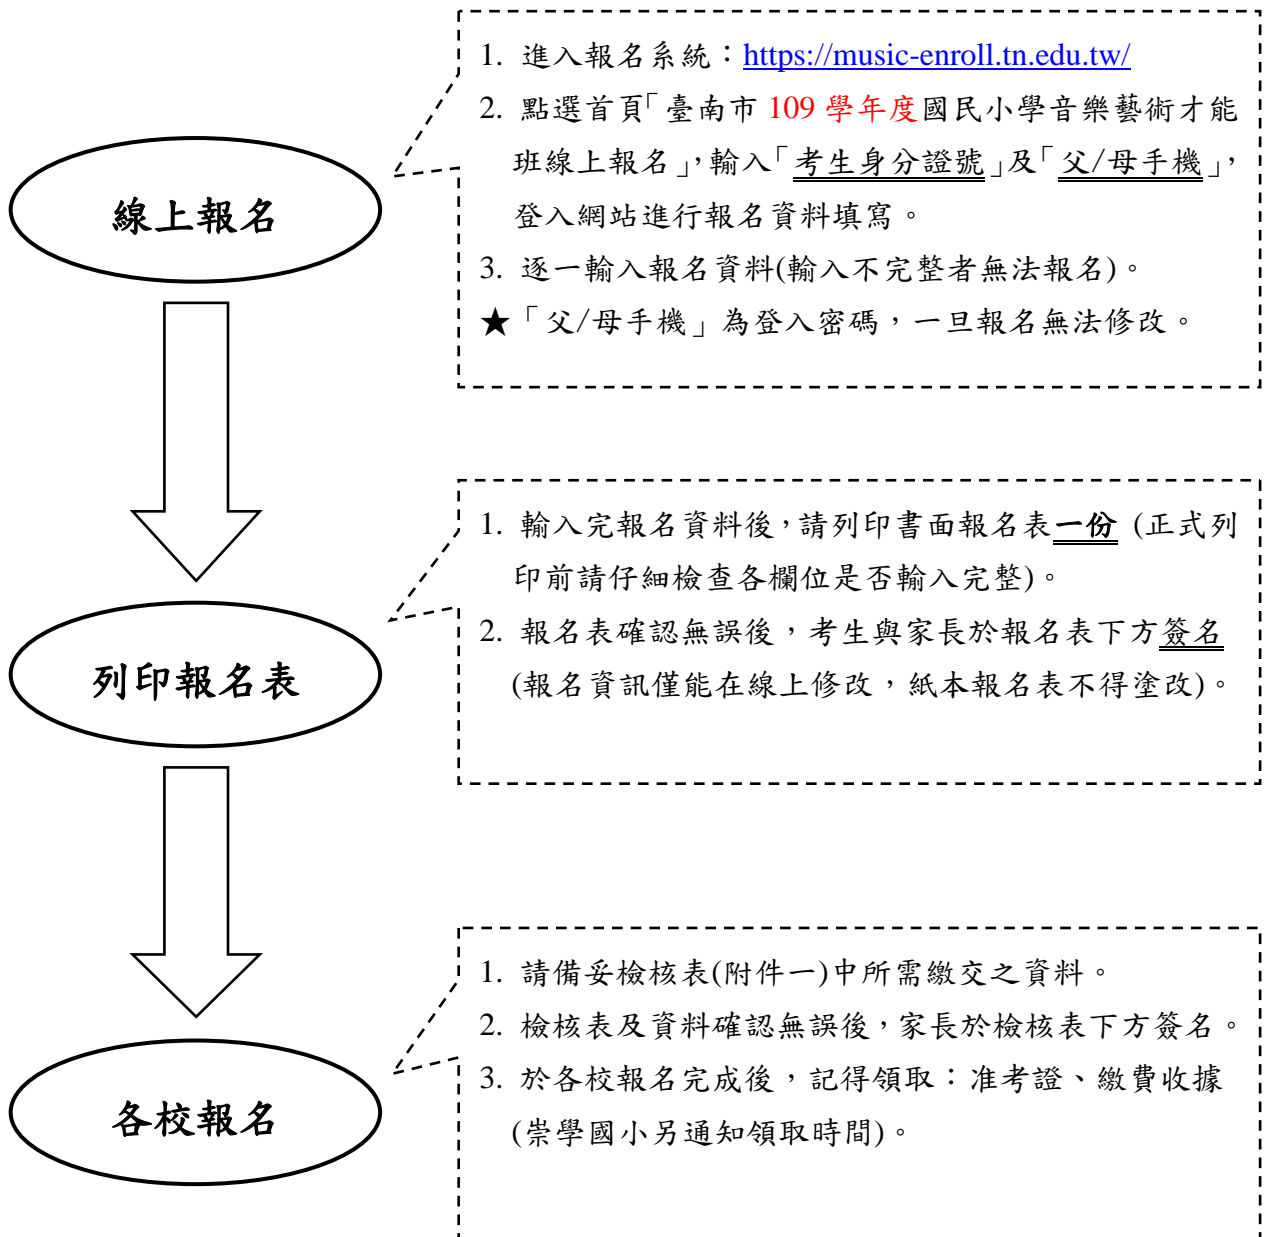 線上報名
1. 進入報名系統：https://music-enroll.tn.edu.tw/
2. 點選首頁「臺南市 109 學年度國民小學音樂藝術才能
班線上報名」，輸入「考生身分證號」及「父/母手機」，
登入網站進行報名資料填寫。
3. 逐一輸入報名資料(輸入不完整者無法報名)。
★「父/母手機」為登入密碼，一旦報名無法修改。
列印報名表
1. 輸入完報名資料後，請列印書面報名表一份 (正式列
印前請仔細檢查各欄位是否輸入完整)。
2. 報名表確認無誤後，考生與家長於報名表下方簽名
(報名資訊僅能在線上修改，紙本報名表不得塗改)。
各校報名
1. 請備妥檢核表(附件一)中所需繳交之資料。
2. 檢核表及資料確認無誤後，家長於檢核表下方簽名。
3. 於各校報名完成後，記得領取：准考證、繳費收據
(崇學國小另通知領取時間)。